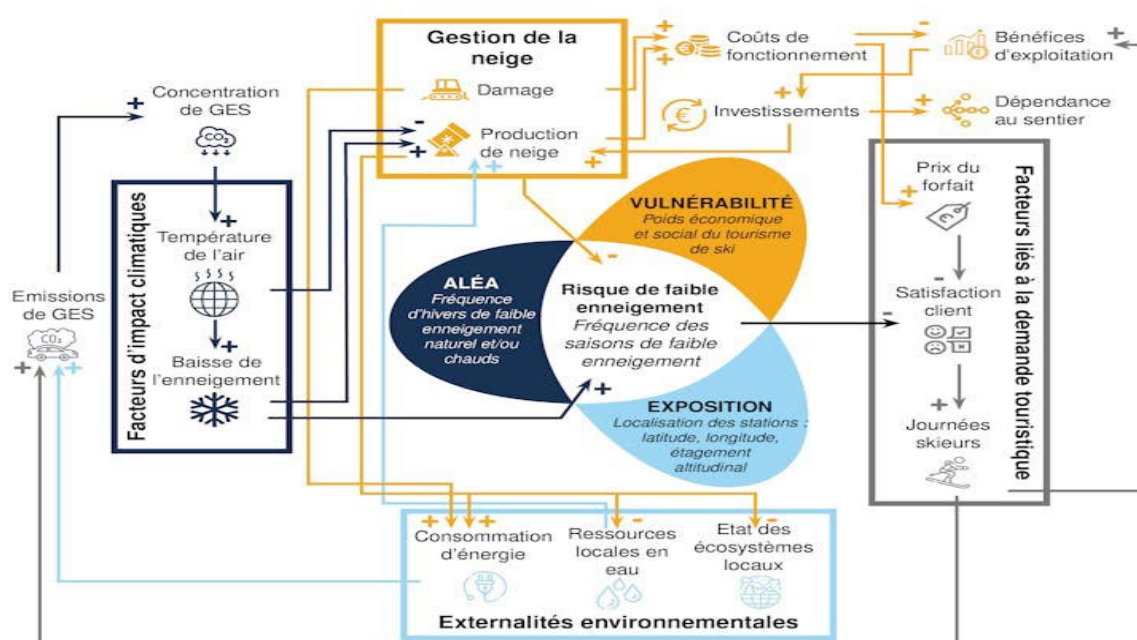 Gestion de la
neige
Damage
Production
de neige
Coûts de
fonctionnement
Bénéfices
d'exploitation
Investissements
Dépendance
au sentier
Concentration
de GES
CO₂
Facteurs d'impact climatiques
Température
de l'air
Baisse de
l'enneigement
Emissions
de GES
CO₂
VULNÉRABILITÉ
Poids économique
et social du tourisme
de ski
ALÉA
Fréquence
d'hivers de faible
enneigement
naturel et/ou
chauds
Risque de faible
enneigement
Fréquence des
saisons de faible
enneigement
EXPOSITION
Localisation des stations :
latitude, longitude,
étagement
altitudinal
Facteurs liés à la demande touristique
Prix du
forfait
Satisfaction
client
Journées
skieurs
Consommation
d'énergie
Ressources
locales en
eau
Etat des
écosystèmes
locaux
Externalités environnementales